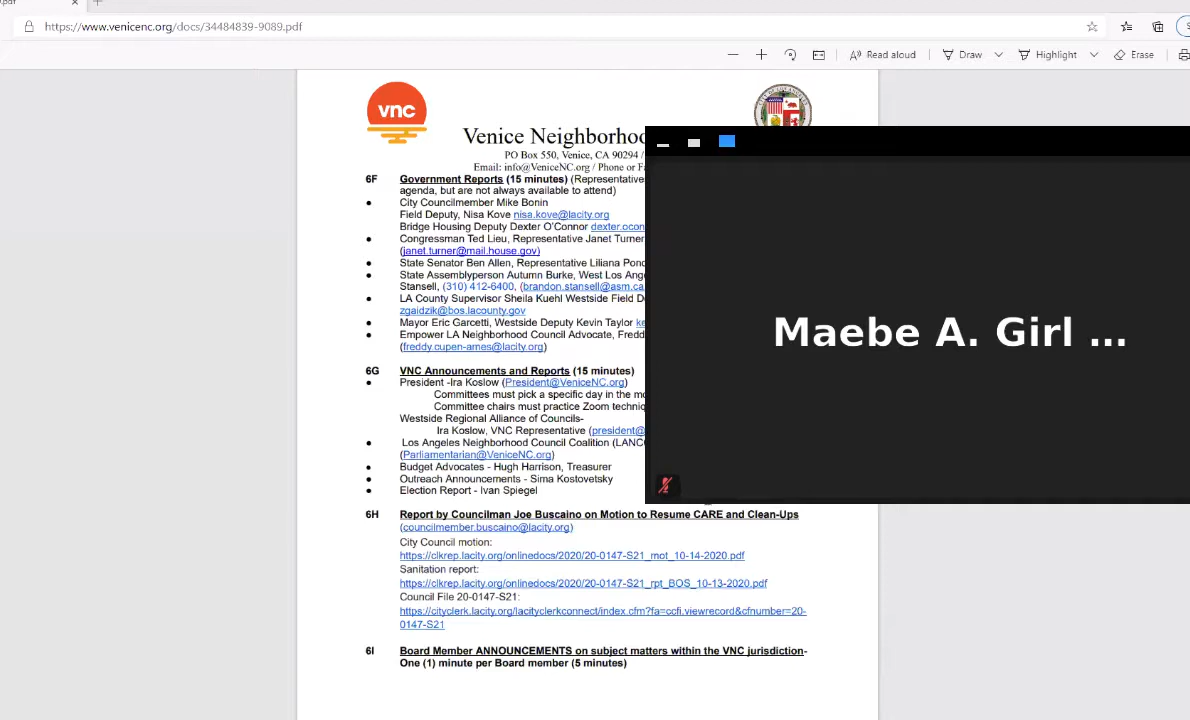 .pdf
https://www.venicenc.org/docs/34484839-9089.pdf
Read aloud
Draw
Highlight
Erase
vnc
Venice Neighborhoo
PO Box 550, Venice, CA 90294 /
Email: info@VeniceNC.org / Phone or Fa
6F Government Reports (15 minutes) (Representative
agenda, but are not always available to attend)
● City Councilmember Mike Bonin
Field Deputy, Nisa Kove nisa.kove@lacity.org
Bridge Housing Deputy Dexter O'Connor dexter.ocon
● Congressman Ted Lieu, Representative Janet Turner
(janet.turner@mail.house.gov)
● State Senator Ben Allen, Representative Liliana Pond
● State Assemblyperson Autumn Burke, West Los Ange
Stansell, (310) 412-6400, (brandon.stansell@asm.ca.
● LA County Supervisor Sheila Kuehl Westside Field D
zgaidzik@bos.lacounty.gov
● Mayor Eric Garcetti, Westside Deputy Kevin Taylor ke
● Empower LA Neighborhood Council Advocate, Fredd
(freddy.cupen-ames@lacity.org)
6G VNC Announcements and Reports (15 minutes)
● President -Ira Koslow (President@VeniceNC.org)
Committees must pick a specific day in the mo
Committee chairs must practice Zoom techniq
Westside Regional Alliance of Councils-
Ira Koslow, VNC Representative (president@
● Los Angeles Neighborhood Council Coalition (LANC
(Parliamentarian@VeniceNC.org)
● Budget Advocates - Hugh Harrison, Treasurer
● Outreach Announcements - Sima Kostovetsky
● Election Report - Ivan Spiegel
6H Report by Councilman Joe Buscaino on Motion to Resume CARE and Clean-Ups
(councilmember.buscaino@lacity.org)
City Council motion:
https://clkrep.lacity.org/onlinedocs/2020/20-0147-S21_mot_10-14-2020.pdf
Sanitation report:
https://clkrep.lacity.org/onlinedocs/2020/20-0147-S21_rpt_BOS_10-13-2020.pdf
Council File 20-0147-S21:
https://cityclerk.lacity.org/lacityclerkconnect/index.cfm?fa=ccfi.viewrecord&cfnumber=20-
0147-S21
6I Board Member ANNOUNCEMENTS on subject matters within the VNC jurisdiction-
One (1) minute per Board member (5 minutes)
Maebe A. Girl ...